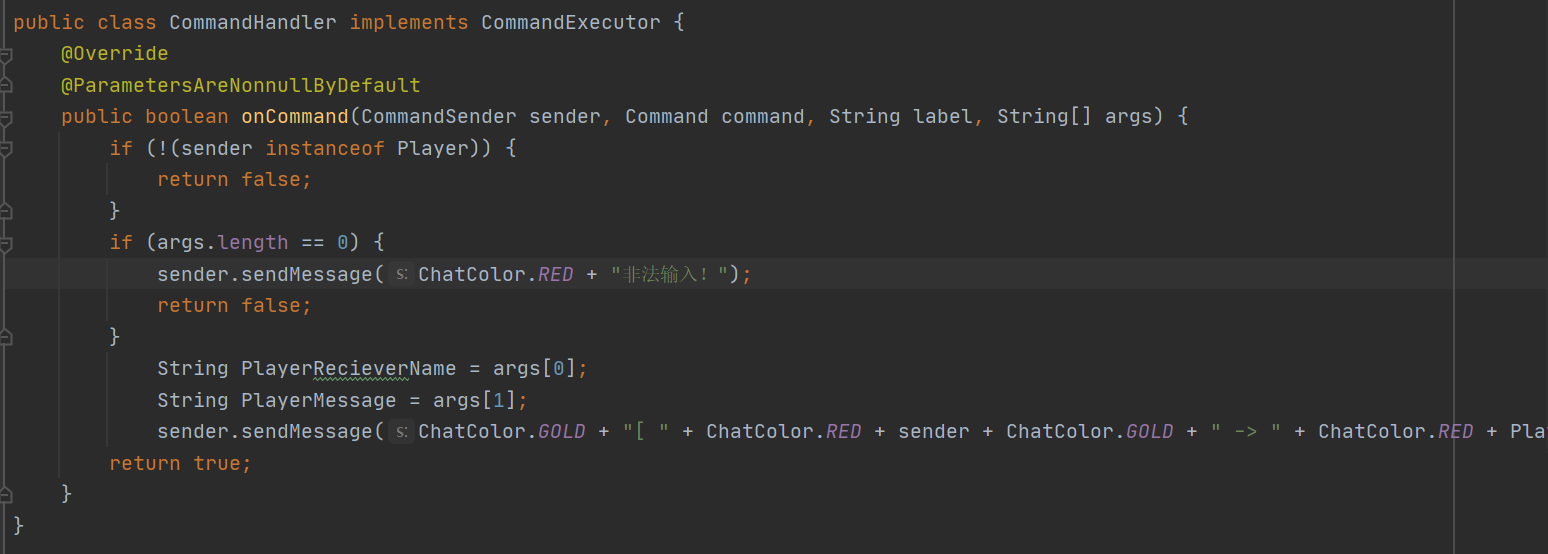 public class CommandHandler implements CommandExecutor {
@Override
@ParametersAreNonnullByDefault
public boolean onCommand(CommandSender sender, Command command, String label, String[] args) {
if (!(sender instanceof Player)) {
return false;
}
if (args.length == 0) {
sender.sendMessage( s: ChatColor.RED + "非法输入！");
return false;
}
String PlayerRecieverName = args[0];
String PlayerMessage = args[1];
sender.sendMessage( s: ChatColor.GOLD + "[ " + ChatColor.RED + sender + ChatColor.GOLD + " -> " + ChatColor.RED + Pla
return true;
}
}